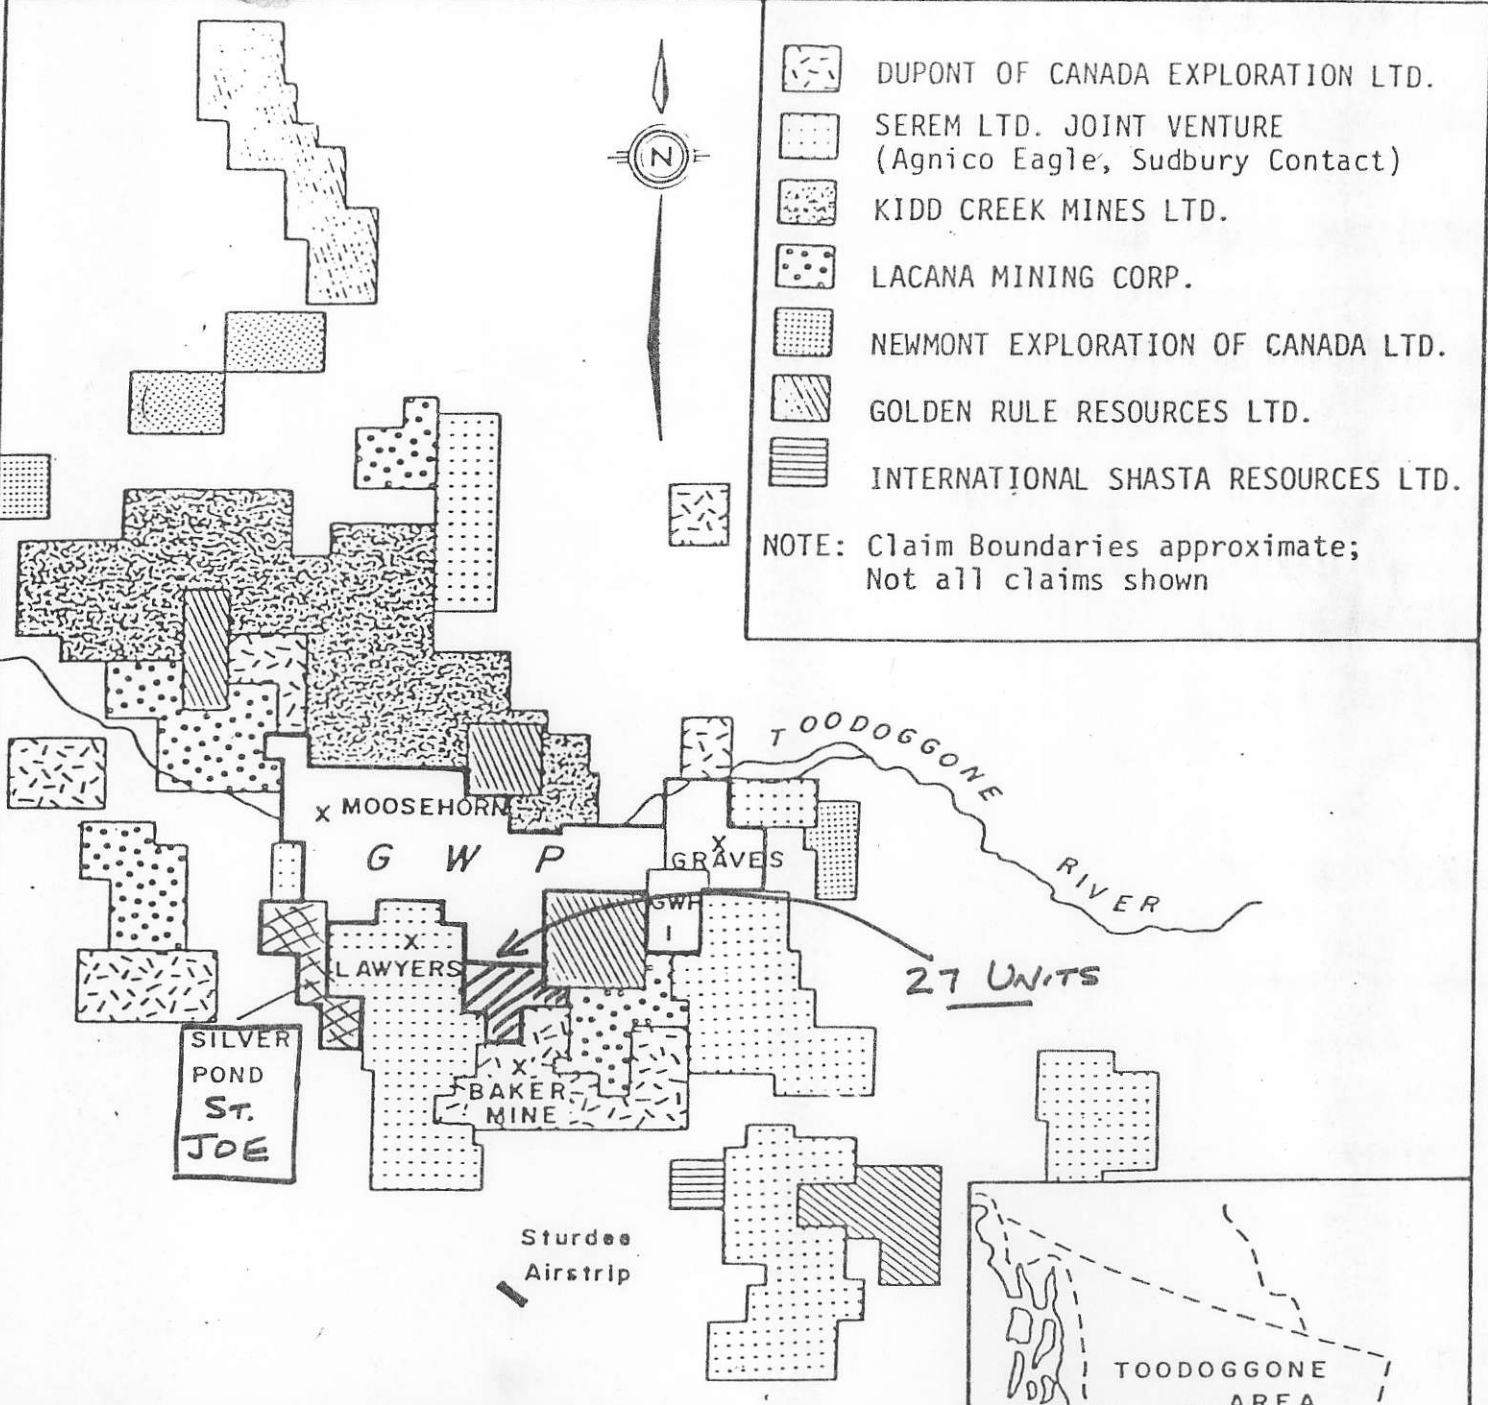 N
DUPONT OF CANADA EXPLORATION LTD.
SEREM LTD. JOINT VENTURE
(Agnico Eagle, Sudbury Contact)
KIDD CREEK MINES LTD.
LACANA MINING CORP.
NEWMONT EXPLORATION OF CANADA LTD.
GOLDEN RULE RESOURCES LTD.
INTERNATIONAL SHASTA RESOURCES LTD.
NOTE: Claim Boundaries approximate;
Not all claims shown
TOODOGGONE
RIVER
X MOOSEHORN
G W P
X
GRAVES
GWP
I
X
LAWYERS
27 UNITS
SILVER
POND
ST.
JOE
X
BAKER
MINE
Sturdee
Airstrip
TOODOGGONE
AREA